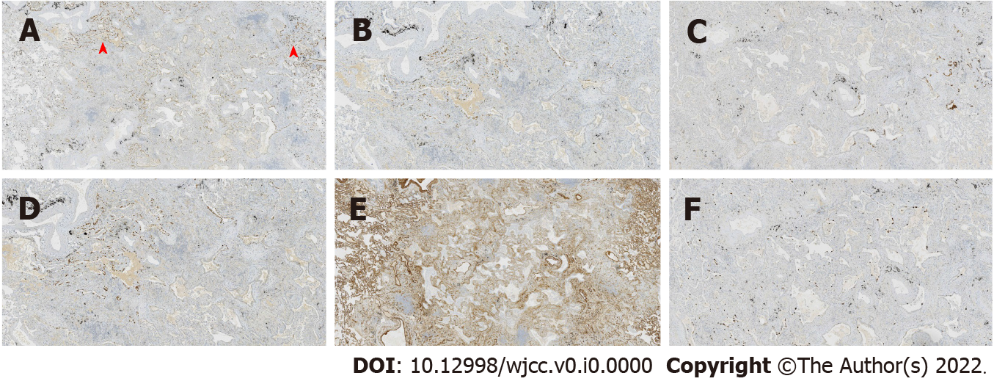 A
B
C
D
E
F
DOI: 10.12998/wjcc.v0.i0.0000 Copyright ©The Author(s) 2022.